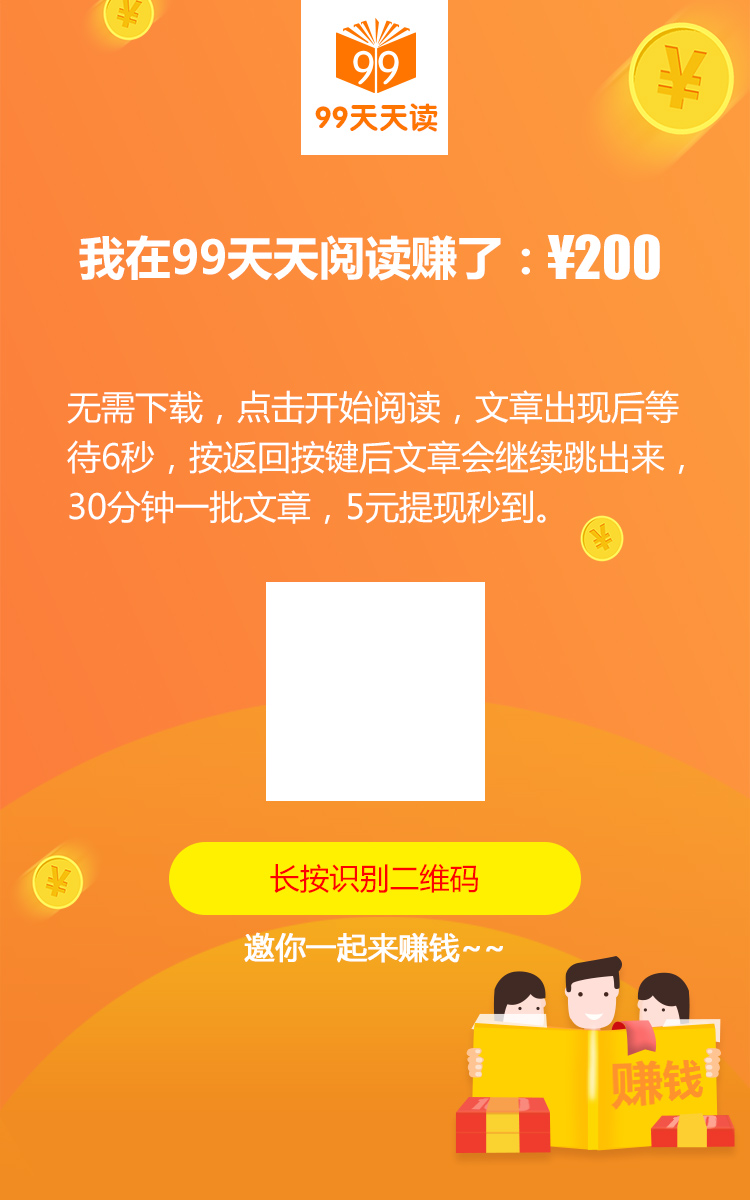 99
99天天读
我在99天天阅读赚了：¥200
无需下载，点击开始阅读，文章出现后等
待6秒，按返回按键后文章会继续跳出来，
30分钟一批文章，5元提现秒到。
长按识别二维码
邀你一起来赚钱~~
赚钱